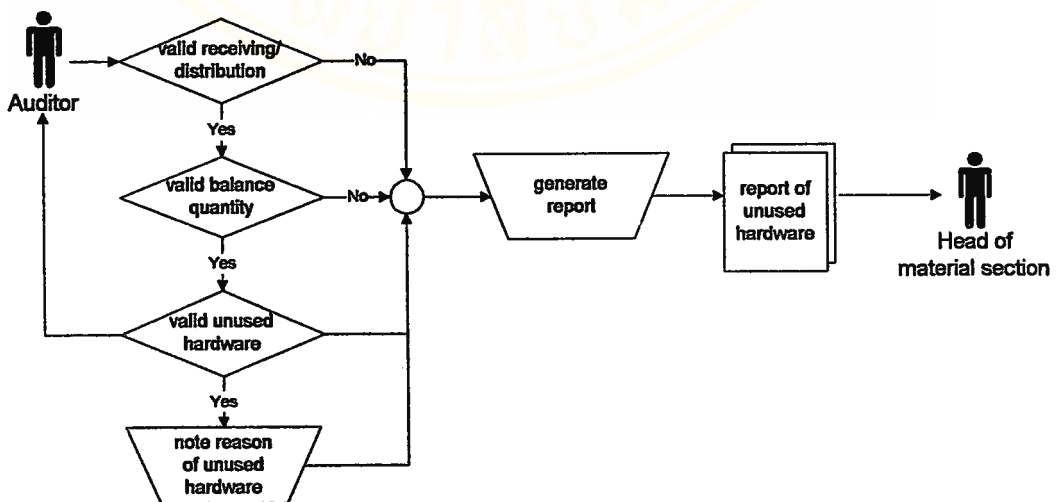 valid receiving/
distribution
No
Auditor
Yes
valid balance
quantity
No
generate
report
report of
unused
hardware
Head of
material section
Yes
valid unused
hardware
Yes
note reason
of unused
hardware